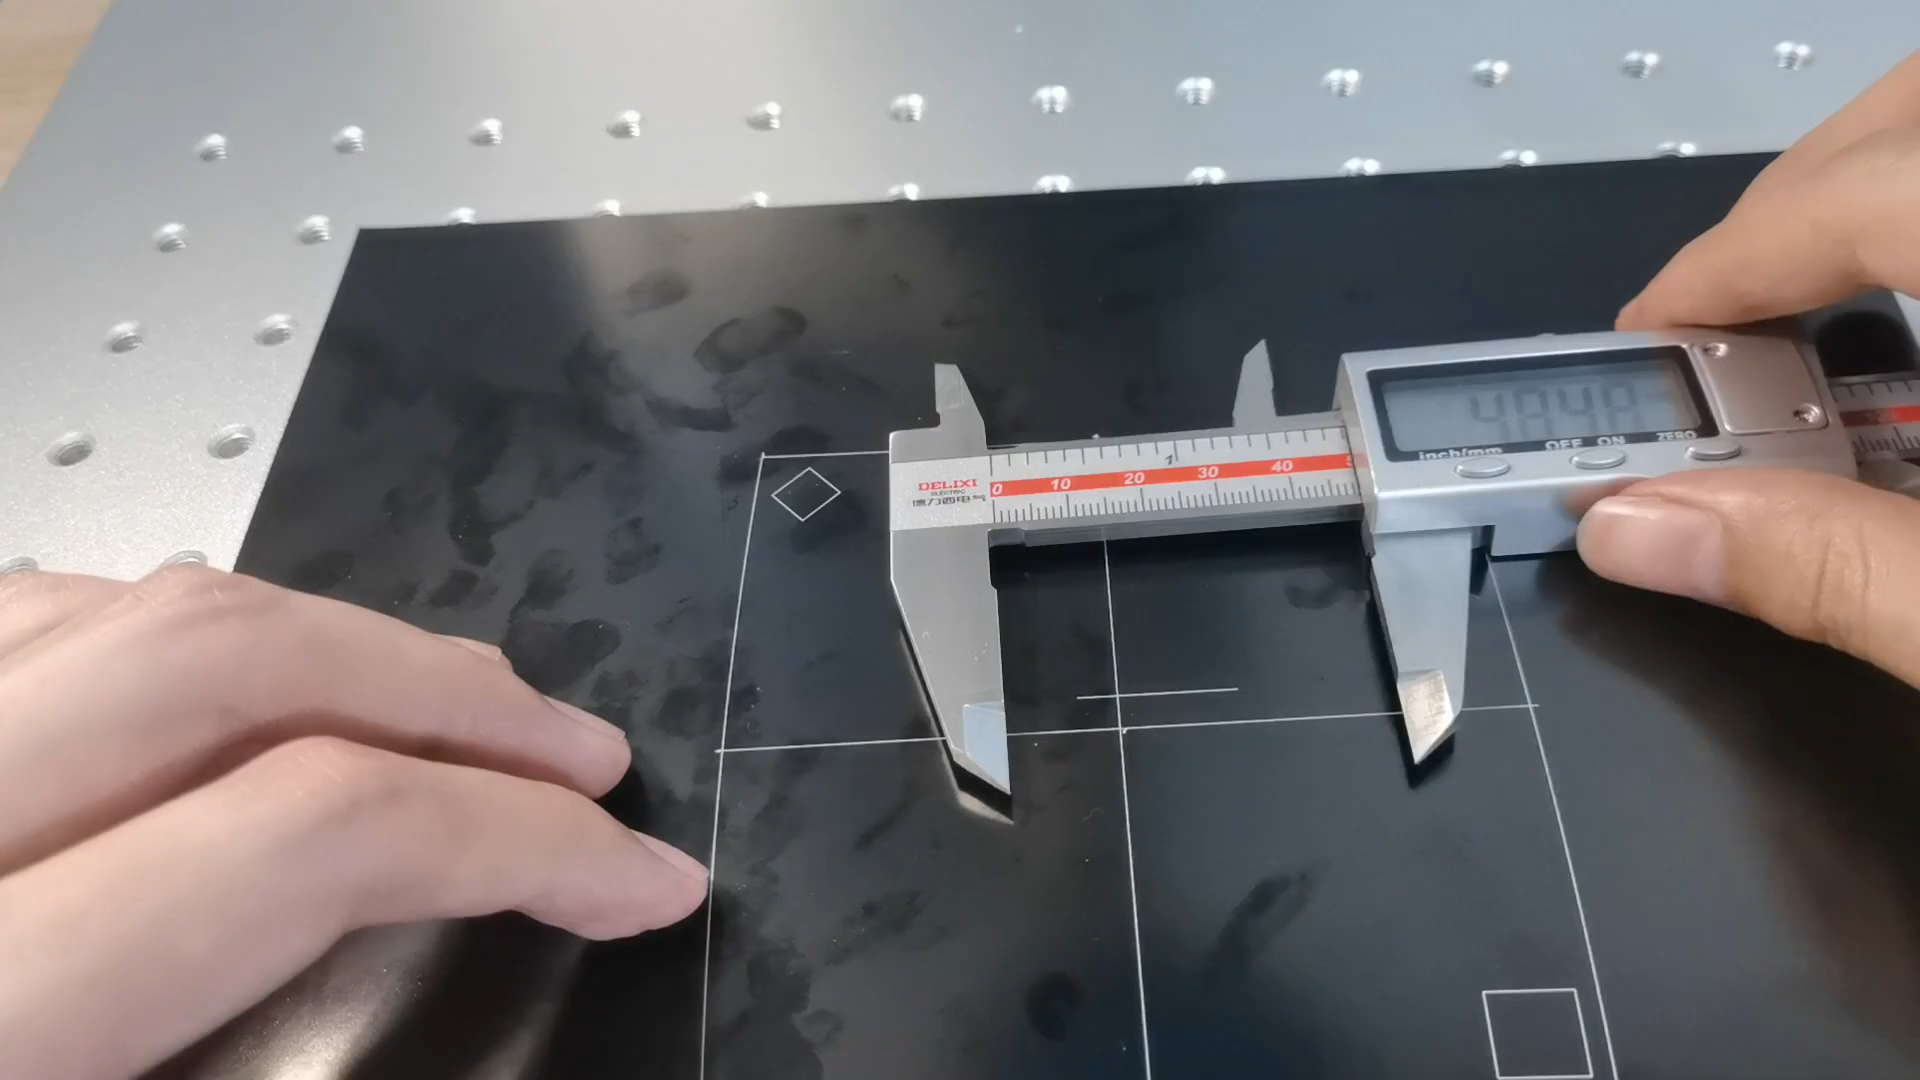 48.48
inch/mm OFF ON ZERO
1
DELIXI
ELECTRIC
德力西电气
0 10 20 30 40 5